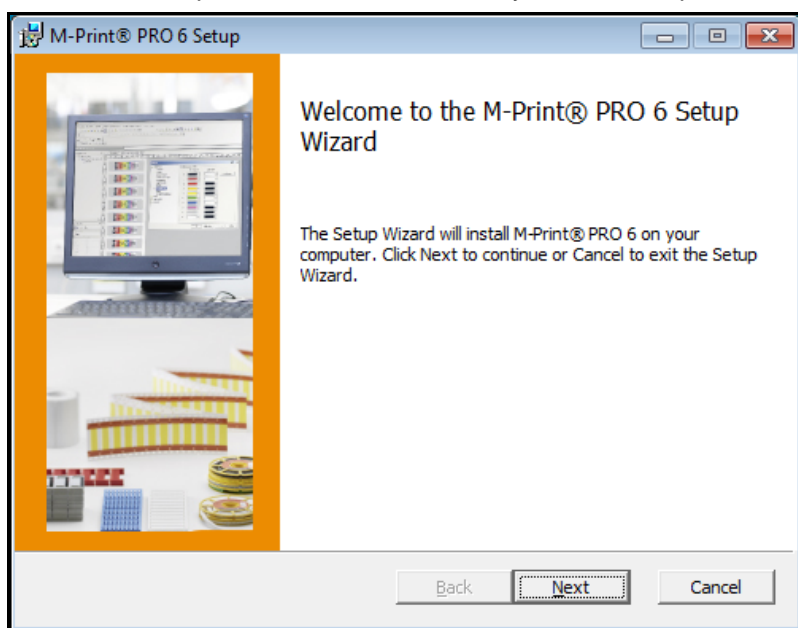 M-Print® PRO 6 Setup
Welcome to the M-Print® PRO 6 Setup
Wizard
The Setup Wizard will install M-Print® PRO 6 on your
computer. Click Next to continue or Cancel to exit the Setup
Wizard.
Back
Next
Cancel